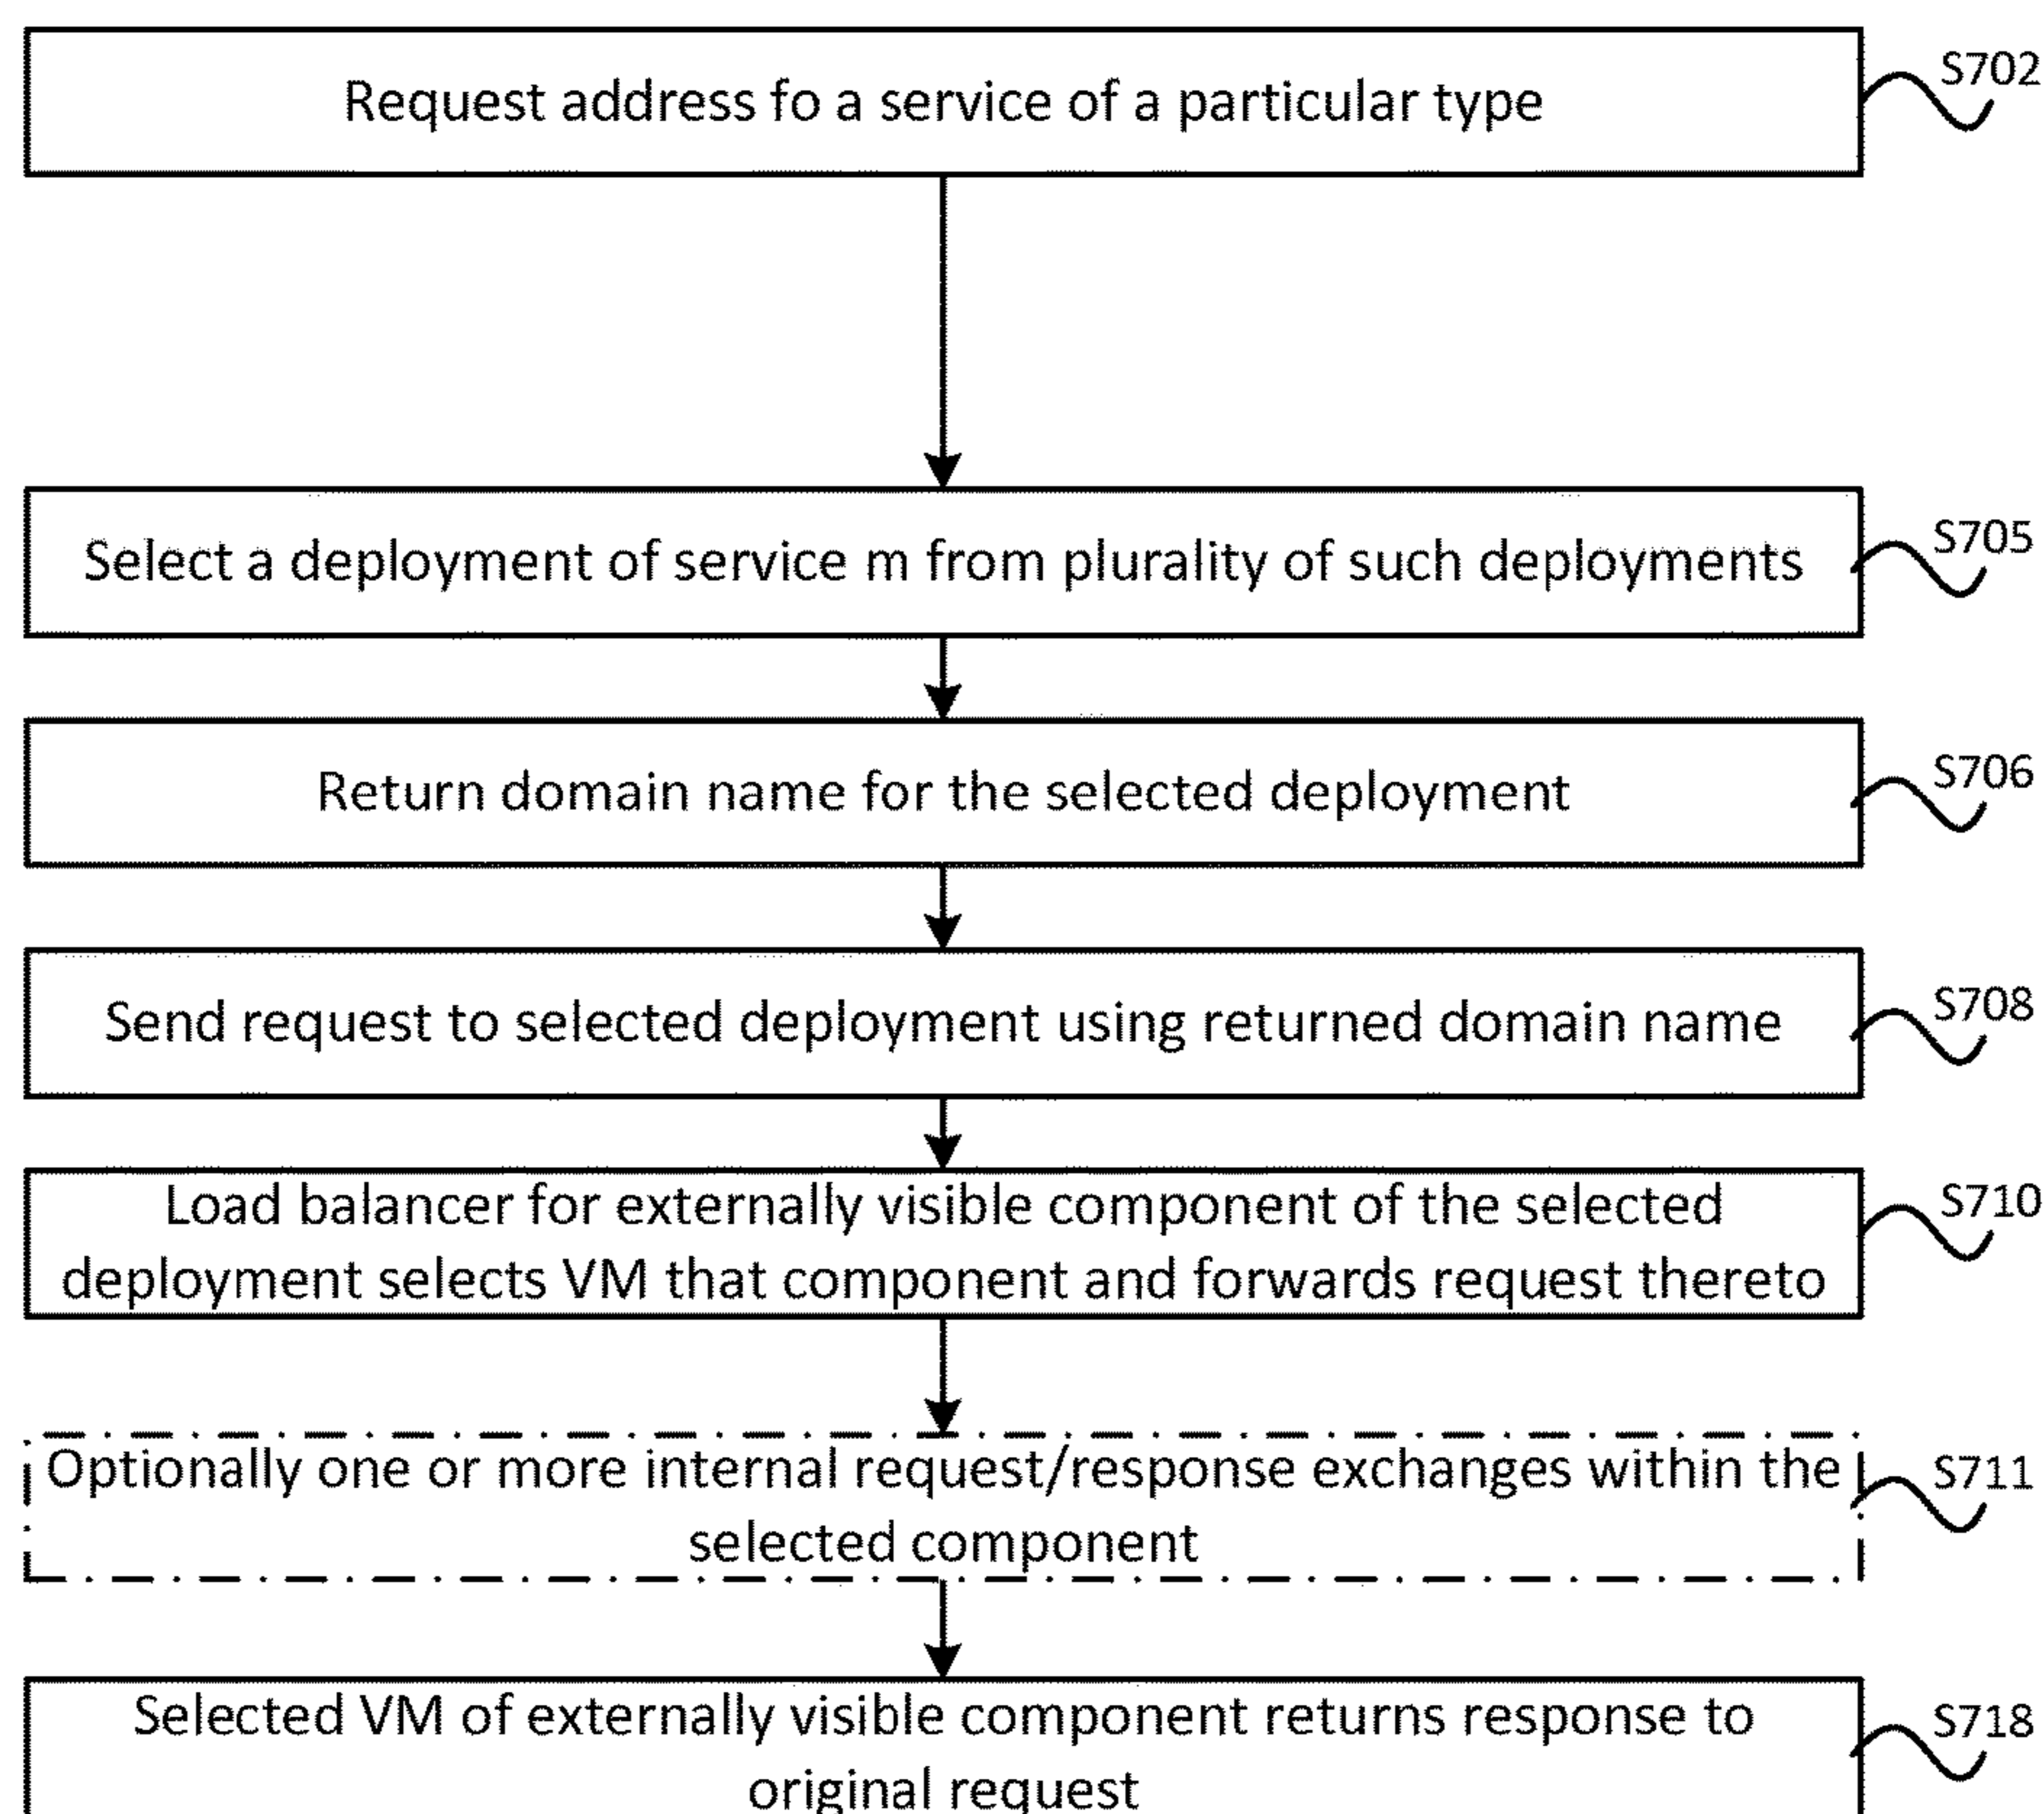 Request address fo a service of a particular type
S702
Select a deployment of service m from plurality of such deployments
S705
Return domain name for the selected deployment
S706
Send request to selected deployment using returned domain name
S708
Load balancer for externally visible component of the selected
deployment selects VM that component and forwards request thereto
S710
Optionally one or more internal request/response exchanges within the
selected component
S711
Selected VM of externally visible component returns response to
original request
S718